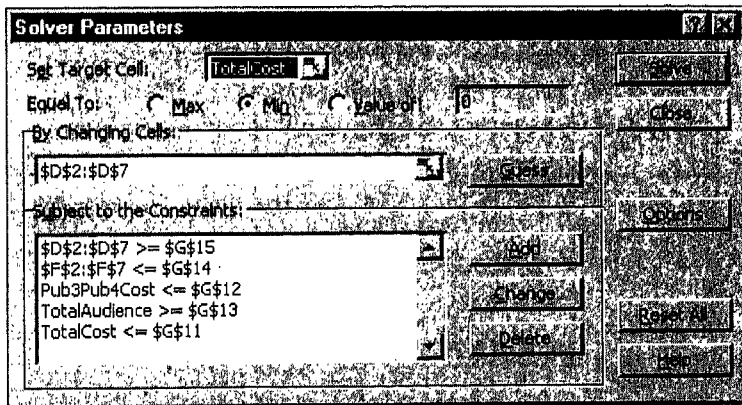 Solver Parameters
Set Target Cell: TotalCost
Equal To: Max Min Value of: 0
By Changing Cells:
$D$2:$D$7
Subject to the Constraints:
$D$2:$D$7 >= $G$15
$F$2:$F$7 <= $G$14
Pub3Pub4Cost <= $G$12
TotalAudience >= $G$13
TotalCost <= $G$11
Solve
Close
Guess
Options
Add
Change
Delete
Reset All
Help